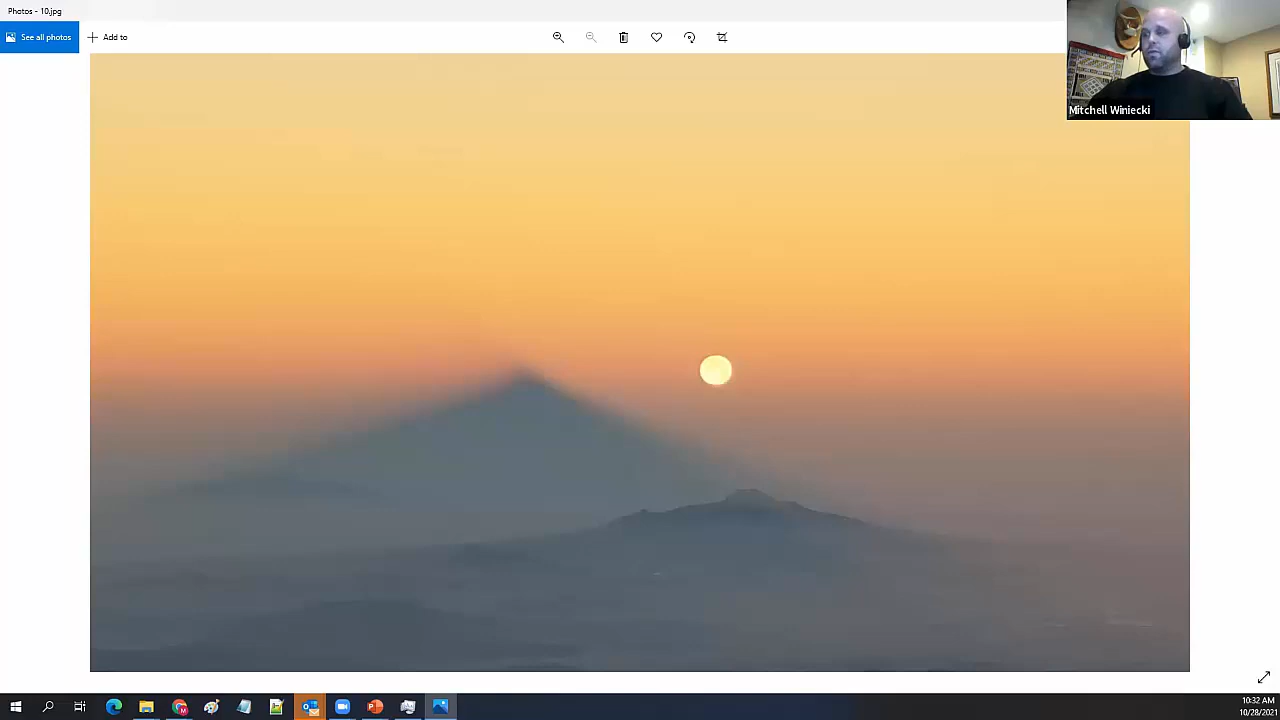 Photos - 10.jpg
See all photos
Add to
Mitchell Winiecki
10:32 AM
10/28/2021